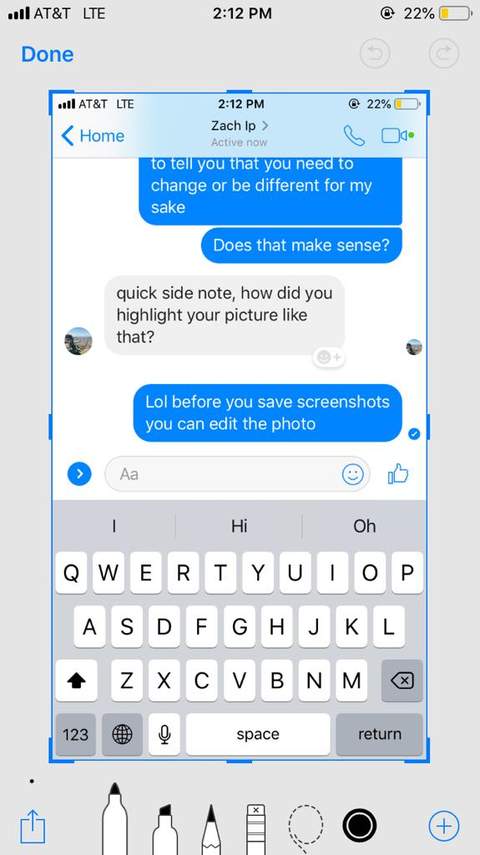 AT&T LTE 2:12 PM 22%
Done
AT&T LTE 2:12 PM 22%
Home Zach Ip
Active now
to tell you that you need to
change or be different for my
sake
Does that make sense?
quick side note, how did you
highlight your picture like
that?
Lol before you save screenshots
you can edit the photo
Aa
I Hi Oh
Q W E R T Y U I O P
A S D F G H J K L
Z X C V B N M
123 space return